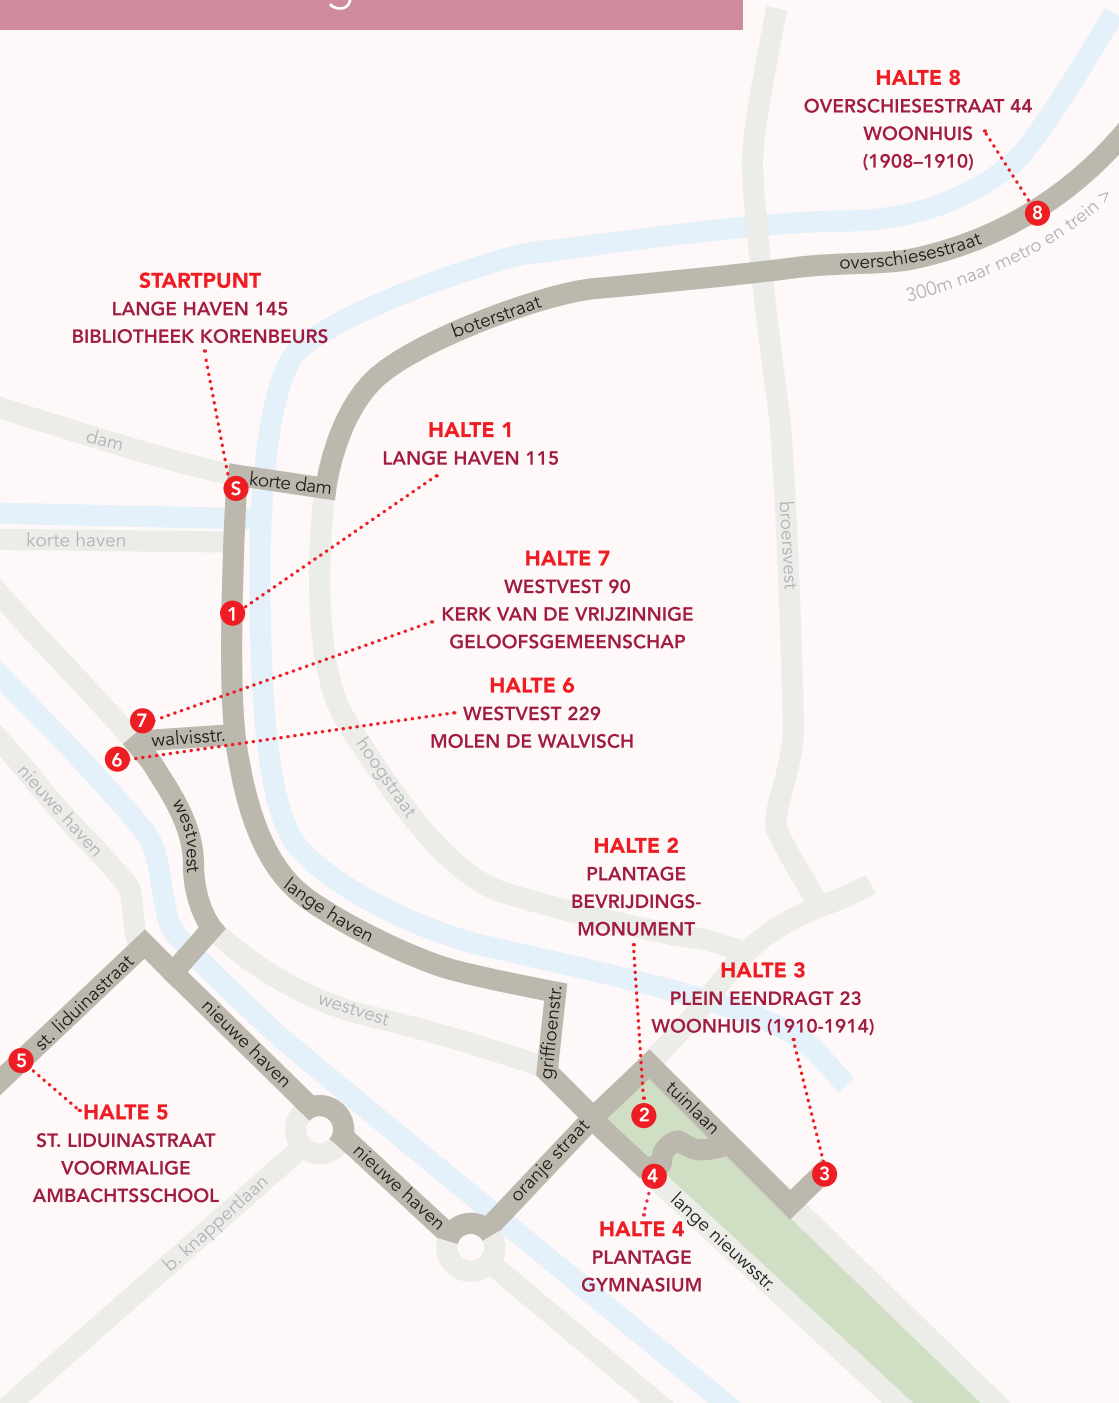 HALTE 8
OVERSCHIESESTRAAT 44
WOONHUIS
(1908–1910)
8
overschiesestraat
300m naar metro en trein >
STARTPUNT
LANGE HAVEN 145
BIBLIOTHEEK KORENBEURS
boterstraat
dam
HALTE 1
LANGE HAVEN 115
S
korte dam
korte haven
broersvest
HALTE 7
WESTVEST 90
KERK VAN DE VRIJZINNIGE
GELOOFSGEMEENSCHAP
1
HALTE 6
WESTVEST 229
MOLEN DE WALVISCH
7
walvisstr.
6
hoogstraat
nieuwe haven
westvest
HALTE 2
PLANTAGE
BEVRIJDINGS-
MONUMENT
lange haven
HALTE 3
PLEIN EENDRAGT 23
WOONHUIS (1910-1914)
st. liduinastraat
westvest
griffioenstr.
nieuwe haven
5
tuinlaan
2
HALTE 5
ST. LIDUINASTRAAT
VOORMALIGE
AMBACHTSSCHOOL
oranje straat
nieuwe haven
4
3
b. knappertlaan
lange nieuwsstr.
HALTE 4
PLANTAGE
GYMNASIUM